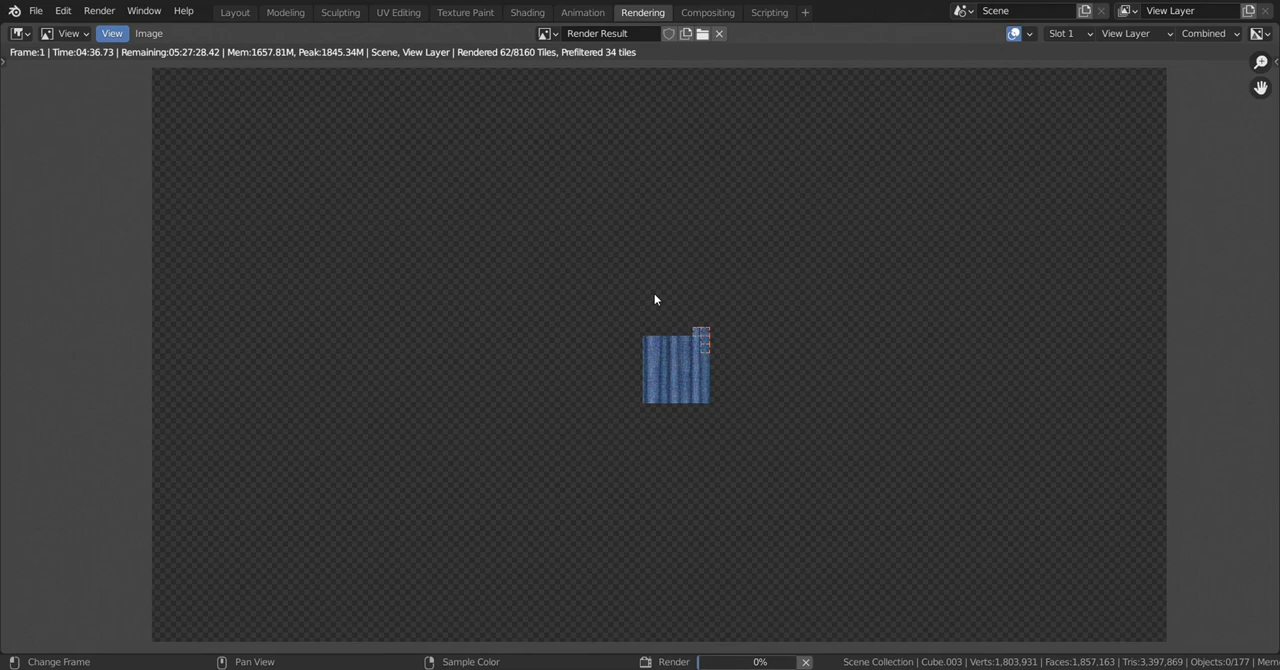 File Edit Render Window Help Layout Modeling Sculpting UV Editing Texture Paint Shading Animation Rendering Compositing Scripting + Scene View Layer
View View Image Render Result Slot 1 View Layer Combined
Frame:1 | Time:04:36.73 | Remaining:05:27:28.42 | Mem:1657.81M, Peak:1845.34M | Scene, View Layer | Rendered 62/8160 Tiles, Prefiltered 34 tiles
Change Frame Pan View Sample Color Render 0% Scene Collection | Cube.003 | Verts:1,803,931 | Faces:1,857,163 | Tris:3,397,869 | Objects:0/177 | Mem